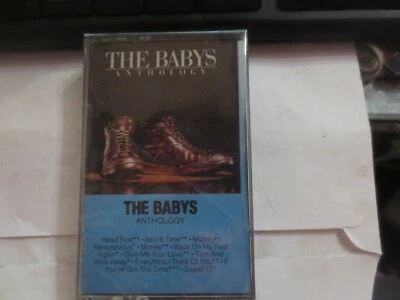 THE BABYS
ANTHOLOGY
THE BABYS
ANTHOLOGY
Head First** • Isn't It Time** • Midnight
Rendezvous* • Money** • Back On My Feet
Again* • Give Me Your Love** • Turn And
Walk Away* • Everytime I Think Of You** • If
You've Got The Time*** • Sweet 17*